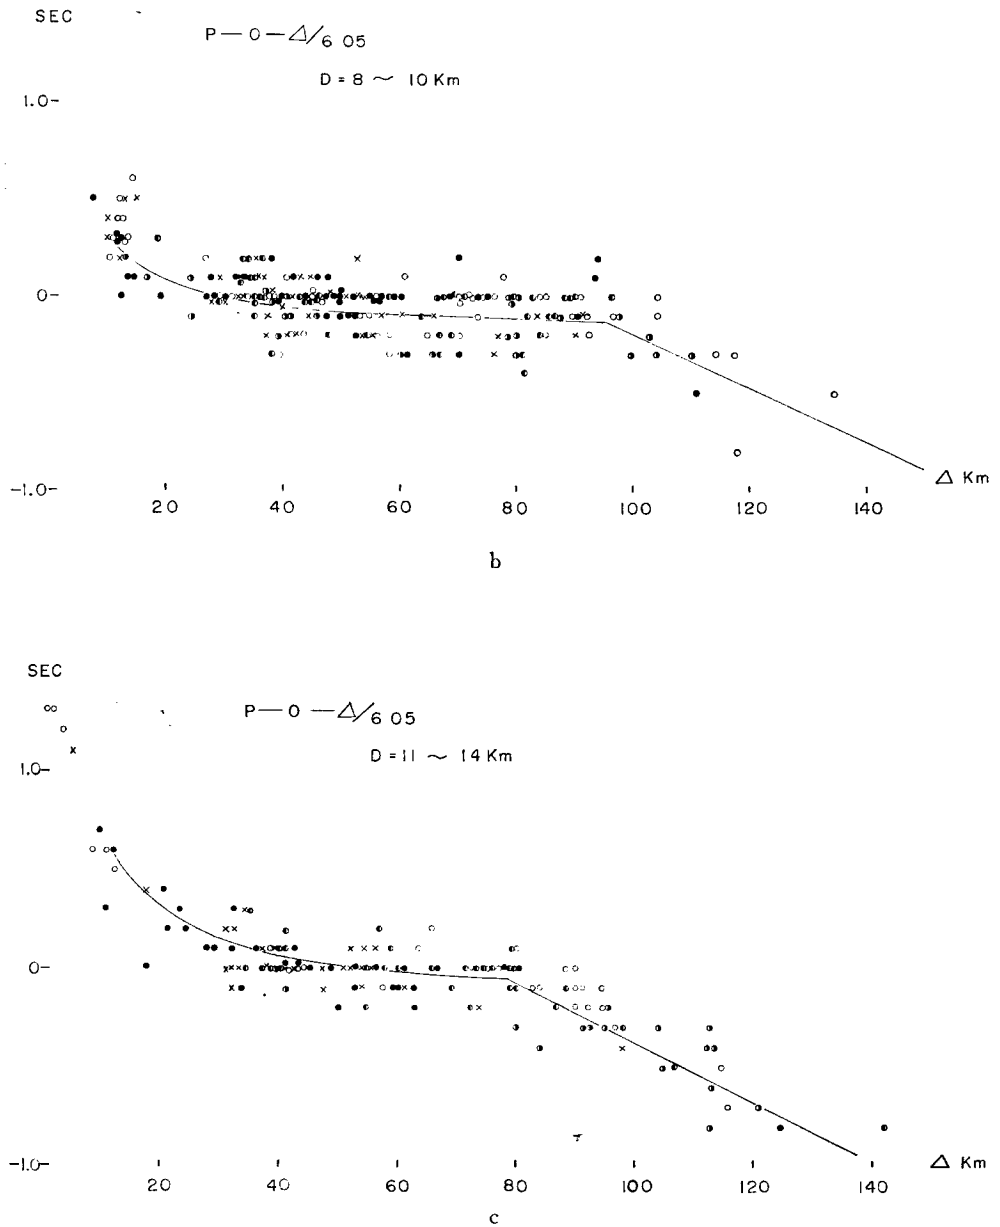 SEC
P — O — Δ/6 05
D = 8 ~ 10 Km
1.0-
0-
-1.0-
20 40 60 80 100 120 140
Δ Km
b
SEC
P — O — Δ/6 05
D = 11 ~ 14 Km
1.0-
0-
-1.0-
20 40 60 80 100 120 140
Δ Km
c